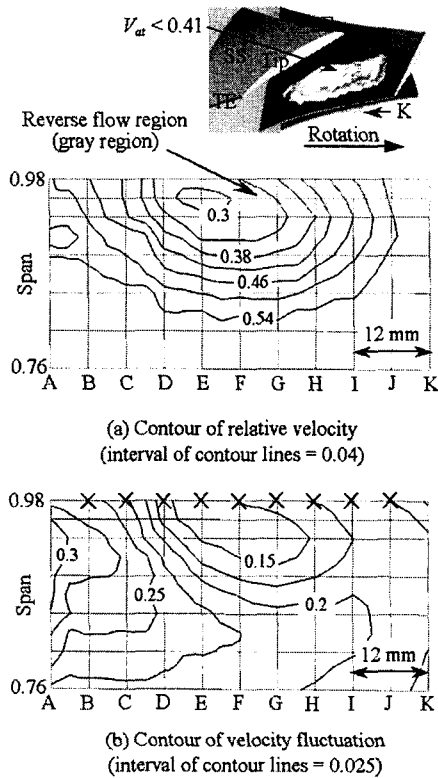 V_at < 0.41
SS
Tip
TE
K
Rotation
Reverse flow region
(gray region)
0.98
0.3
0.38
0.46
0.54
Span
12 mm
0.76
A B C D E F G H I J K
(a) Contour of relative velocity
(interval of contour lines = 0.04)
0.98
0.3
0.15
0.25
0.2
Span
12 mm
0.76
A B C D E F G H I J K
(b) Contour of velocity fluctuation
(interval of contour lines = 0.025)